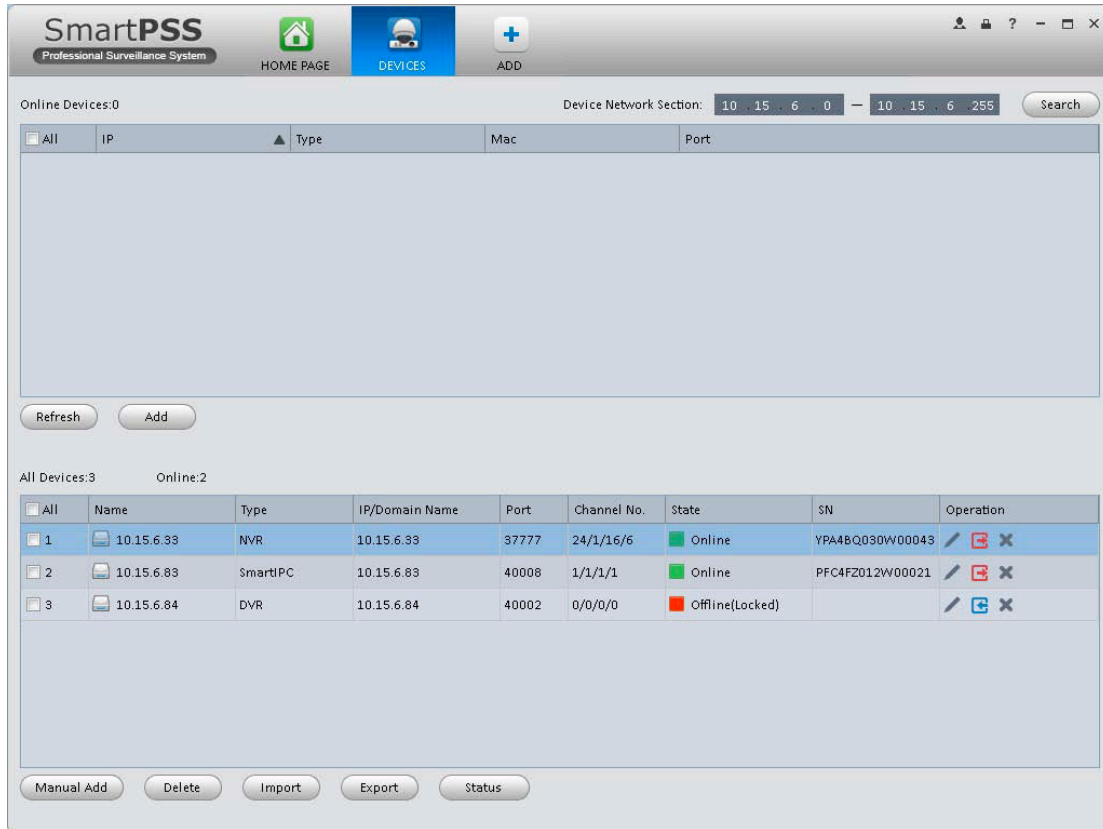 SmartPSS
Professional Surveillance System
HOME PAGE DEVICES ADD ?
Online Devices:0 Device Network Section: 10 . 15 . 6 . 0 — 10 . 15 . 6 .255 Search
All IP Type Mac Port
Refresh Add
All Devices:3 Online:2
All Name Type IP/Domain Name Port Channel No. State SN Operation
1 10.15.6.33 NVR 10.15.6.33 37777 24/1/16/6 Online YPA4BQ030W00043
2 10.15.6.83 SmartIPC 10.15.6.83 40008 1/1/1/1 Online PFC4FZ012W00021
3 10.15.6.84 DVR 10.15.6.84 40002 0/0/0/0 Offline(Locked)
Manual Add Delete Import Export Status